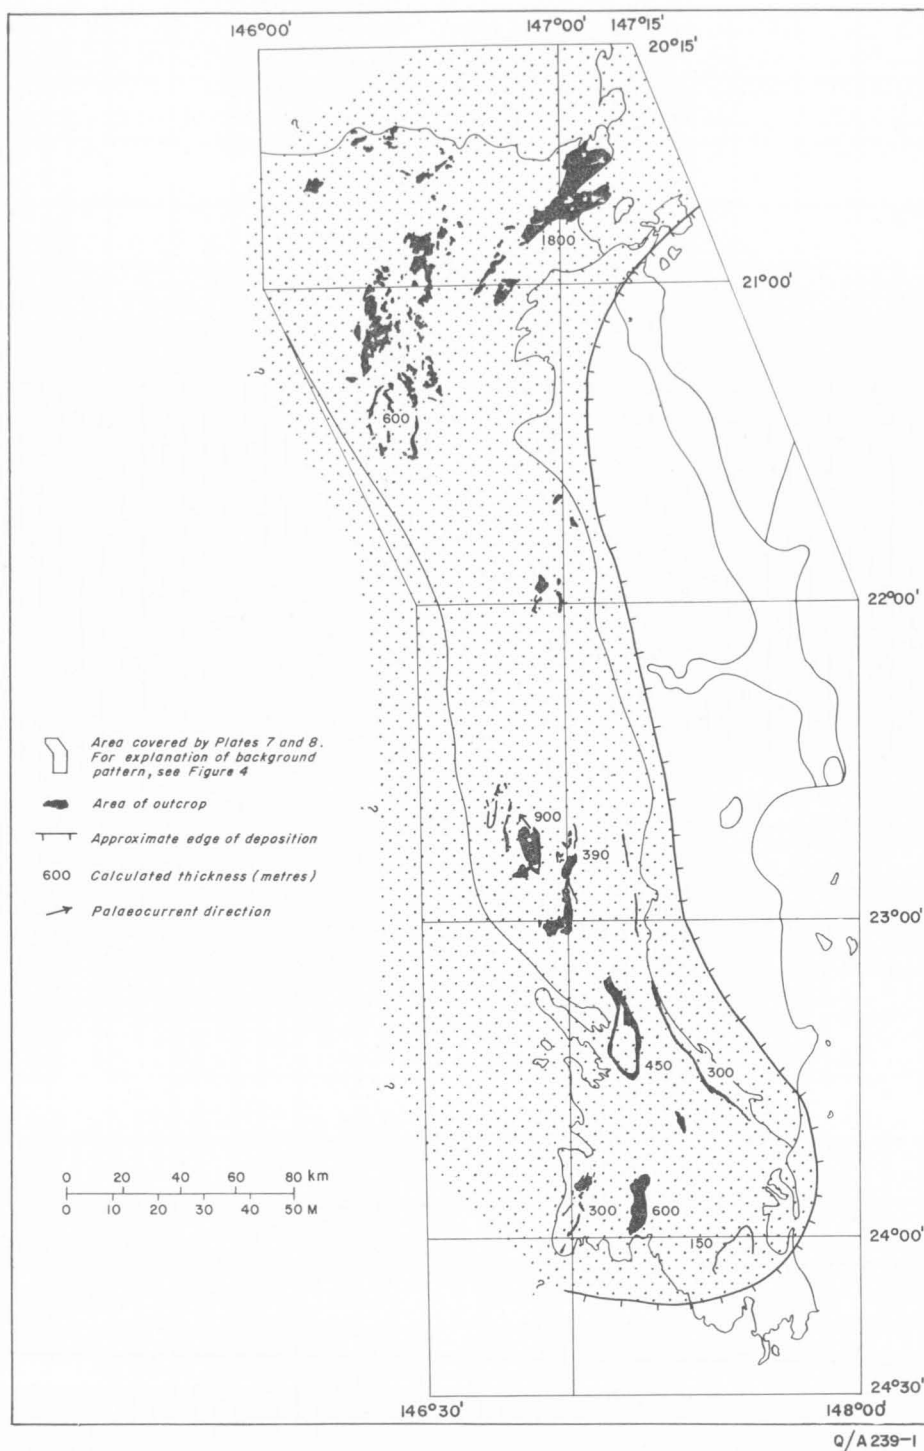 146°00'
147°00'
147°15'
20°15'
?
1800
21°00'
?
600
22°00'
Area covered by Plates 7 and 8.
For explanation of background
pattern, see Figure 4
Area of outcrop
?
900
Approximate edge of deposition
390
600 Calculated thickness (metres)
Palaeocurrent direction
23°00'
450
300
?
0 20 40 60 80 km
0 10 20 30 40 50 M
300
600
150
24°00'
?
24°30'
146°30'
148°00'
Q/A239-1